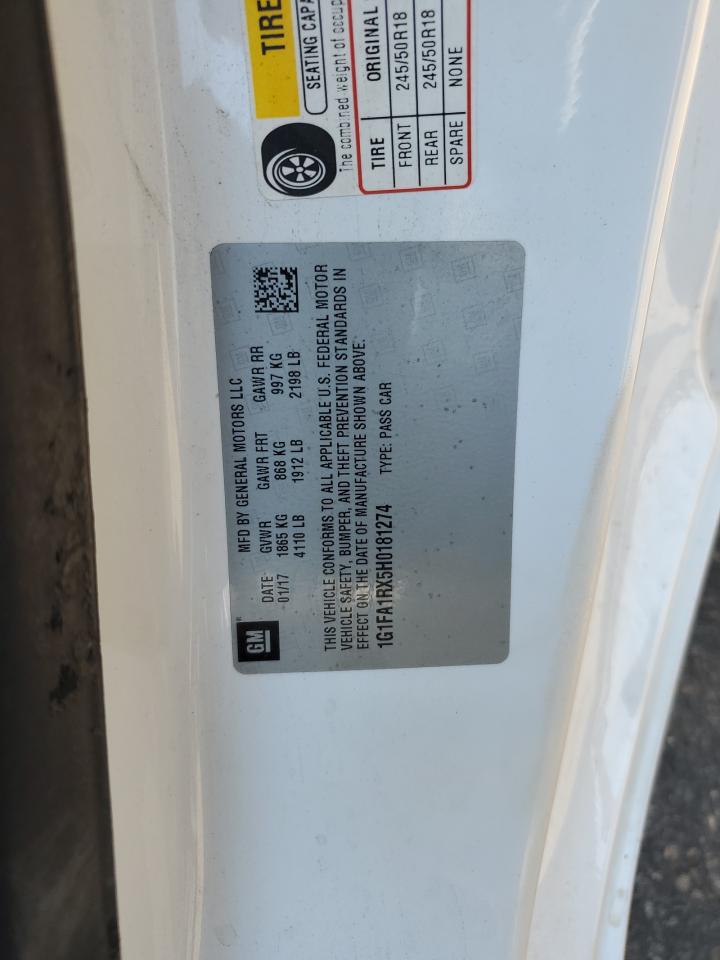 TIRE
SEATING CAPA
The combined weight of occup
TIRE ORIGINAL
FRONT 245/50R18
REAR 245/50R18
SPARE NONE
GM®
MFD BY GENERAL MOTORS LLC
DATE GVWR GAWR FRT GAWR RR
01/17 1865 KG 868 KG 997 KG
4110 LB 1912 LB 2198 LB
THIS VEHICLE CONFORMS TO ALL APPLICABLE U.S. FEDERAL MOTOR
VEHICLE SAFETY, BUMPER, AND THEFT PREVENTION STANDARDS IN
EFFECT ON THE DATE OF MANUFACTURE SHOWN ABOVE.
1G1FA1RX5H0181274 TYPE: PASS CAR